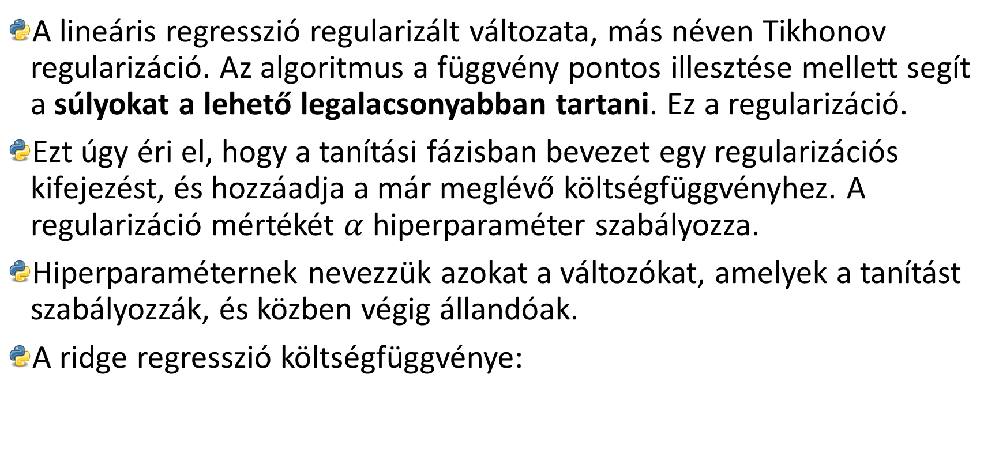 A lineáris regresszió regularizált változata, más néven Tikhonov
regularizáció. Az algoritmus a függvény pontos illesztése mellett segít
a súlyokat a lehető legalacsonyabban tartani. Ez a regularizáció.
Ezt úgy éri el, hogy a tanítási fázisban bevezet egy regularizációs
kifejezést, és hozzáadja a már meglévő költségfüggvényhez. A
regularizáció mértékét α hiperparaméter szabályozza.
Hiperparaméternek nevezzük azokat a változókat, amelyek a tanítást
szabályozzák, és közben végig állandóak.
A ridge regresszió költségfüggvénye: